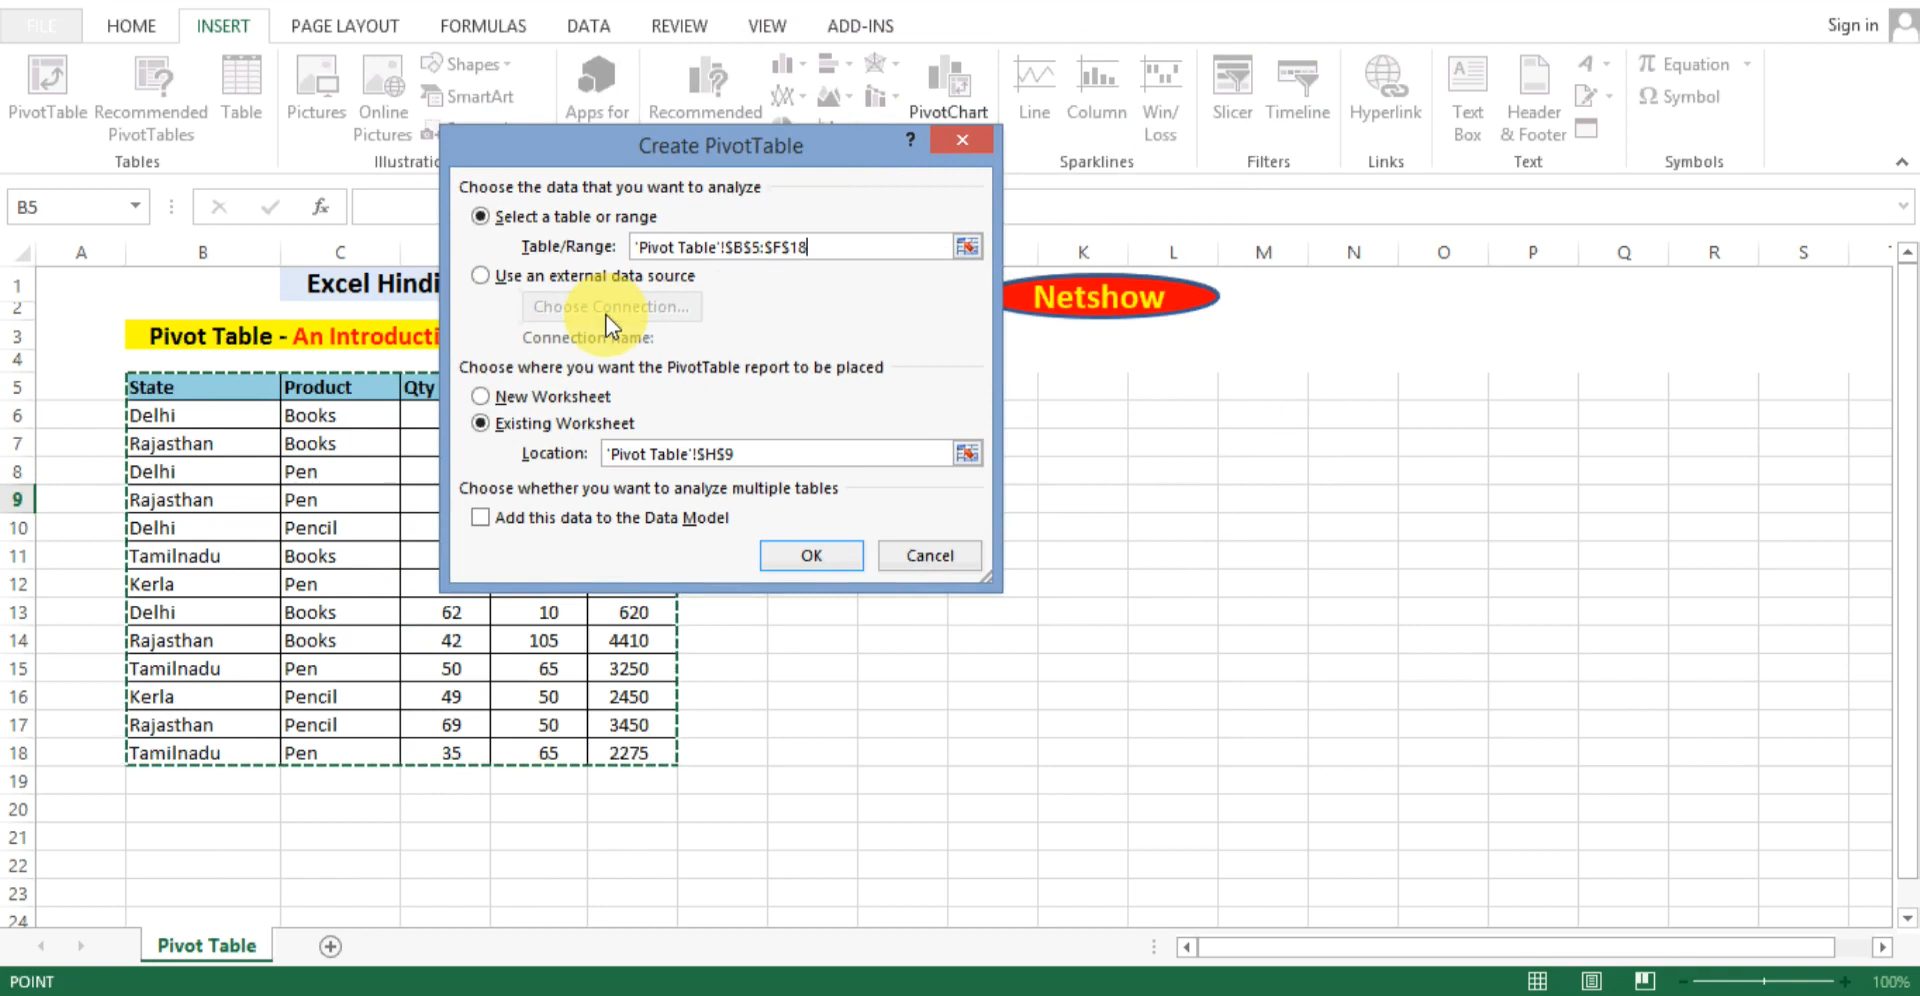 FILE HOME INSERT PAGE LAYOUT FORMULAS DATA REVIEW VIEW ADD-INS Sign in
PivotTable Recommended PivotTables Table
Tables
Pictures Online Pictures Shapes SmartArt
Apps for
Recommended
PivotChart
Line Column Win/Loss
Sparklines
Slicer Timeline
Filters
Hyperlink
Links
Text Box Header & Footer
Text
π Equation
Ω Symbol
Symbols
Illustratio
B5 fx
Create PivotTable ?
Choose the data that you want to analyze
Select a table or range
Table/Range: 'Pivot Table'!$B$5:$F$18
Use an external data source
Choose Connection...
Connection Name:
Choose where you want the PivotTable report to be placed
New Worksheet
Existing Worksheet
Location: 'Pivot Table'!$H$9
Choose whether you want to analyze multiple tables
Add this data to the Data Model
OK Cancel
A B C K L M N O P Q R S
1 Excel Hindi Netshow
2
3 Pivot Table - An Introducti
4
5 State Product Qty
6 Delhi Books
7 Rajasthan Books
8 Delhi Pen
9 Rajasthan Pen
10 Delhi Pencil
11 Tamilnadu Books
12 Kerla Pen
13 Delhi Books 62 10 620
14 Rajasthan Books 42 105 4410
15 Tamilnadu Pen 50 65 3250
16 Kerla Pencil 49 50 2450
17 Rajasthan Pencil 69 50 3450
18 Tamilnadu Pen 35 65 2275
19
20
21
22
23
24
Pivot Table
POINT 100%